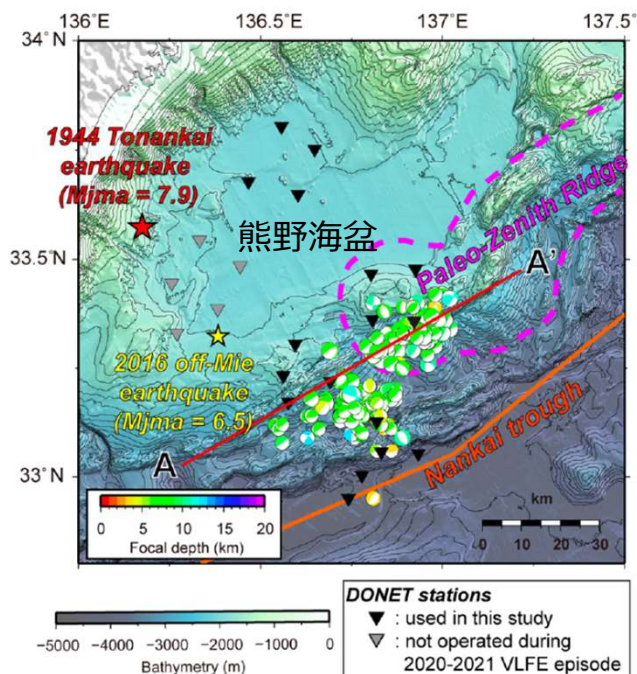 136°E
136.5°E
137°E
137.5°E
34°N
33.5°N
33°N
1944 Tonankai
earthquake
(Mjma = 7.9)
熊野海盆
Paleo-Zenith Ridge
A'
2016 off-Mie
earthquake
(Mjma = 6.5)
A
Nankai trough
0 5 10 15 20
Focal depth (km)
km
0 10 20 30
−5000 −4000 −3000 −2000 −1000 0
Bathymetry (m)
DONET stations
: used in this study
: not operated during
2020-2021 VLFE episode